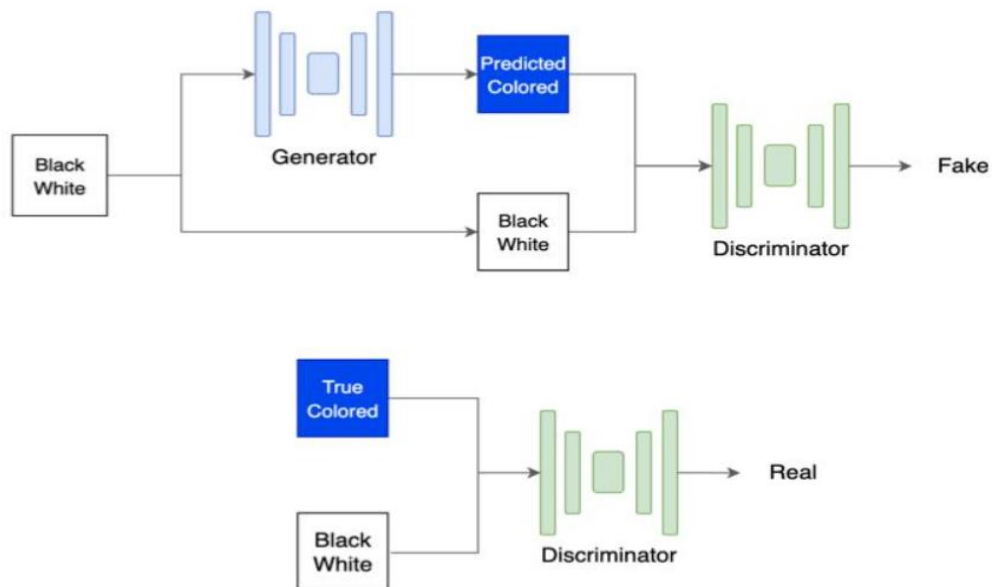 Predicted
Colored
Generator
Black
White
Black
White
Fake
Discriminator
True
Colored
Real
Black
White
Discriminator